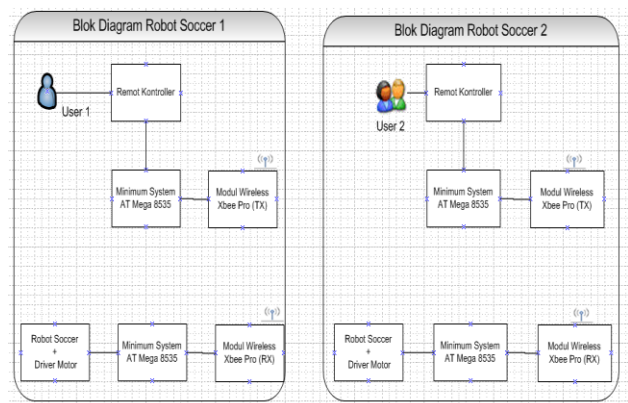 Blok Diagram Robot Soccer 1
Remot Kontroller
User 1
Minimum System
AT Mega 8535
Modul Wireless
Xbee Pro (TX)
Robot Soccer
+
Driver Motor
Minimum System
AT Mega 8535
Modul Wireless
Xbee Pro (RX)
Blok Diagram Robot Soccer 2
Remot Kontroller
User 2
Minimum System
AT Mega 8535
Modul Wireless
Xbee Pro (TX)
Robot Soccer
+
Driver Motor
Minimum System
AT Mega 8535
Modul Wireless
Xbee Pro (RX)